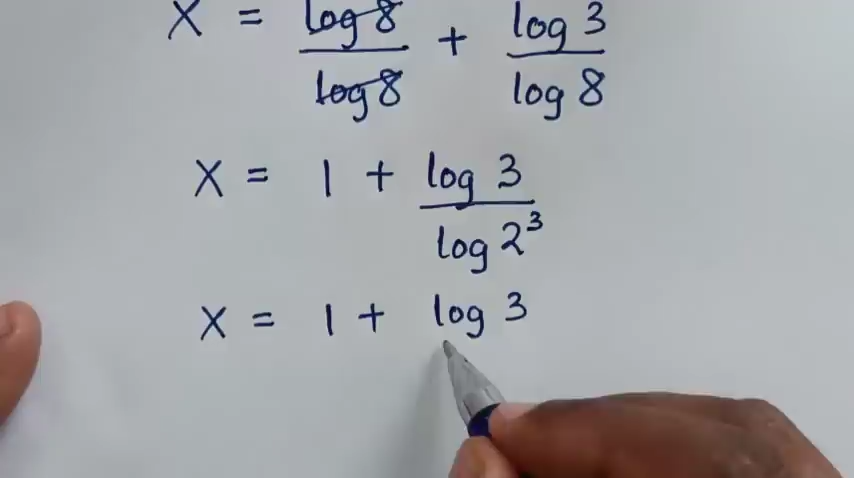 X = log 8 / log 8 + log 3 / log 8
X = 1 + log 3 / log 2³
X = 1 + log 3